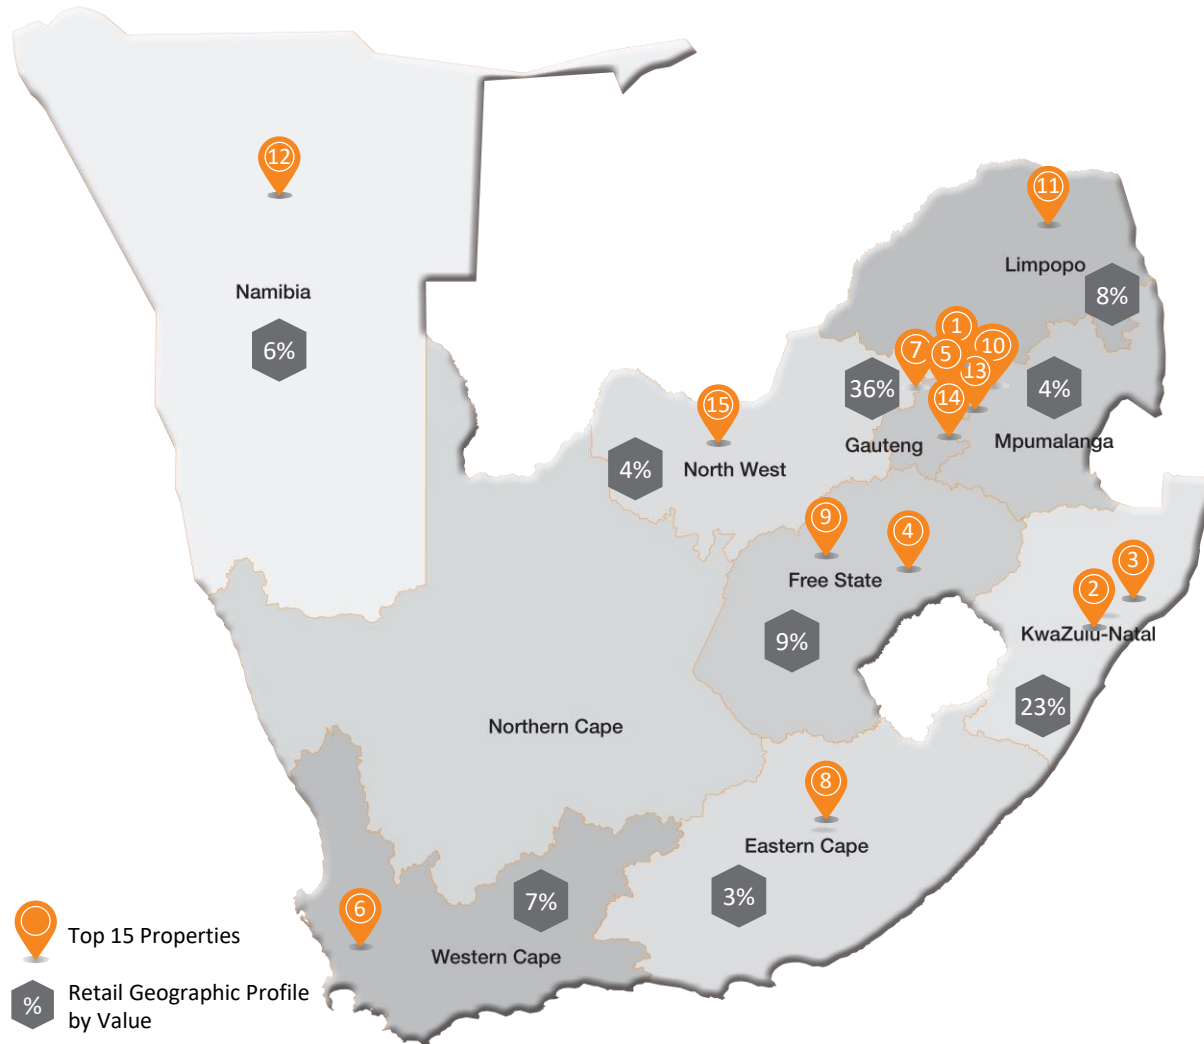 12
11
Limpopo
Namibia
8%
6%
1
7
5
10
13
36%
4%
14
15
Gauteng
Mpumalanga
4%
North West
9
4
3
Free State
2
KwaZulu-Natal
9%
23%
Northern Cape
8
Eastern Cape
7%
3%
6
Top 15 Properties
Western Cape
%
Retail Geographic Profile
by Value